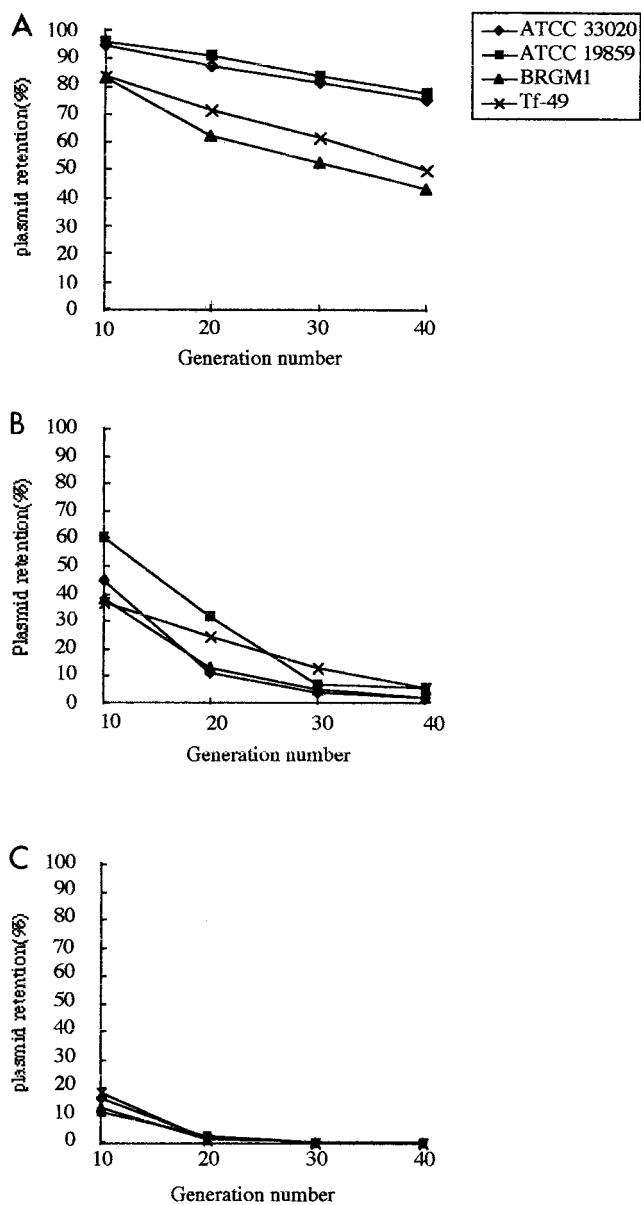 A
plasmid retention(%)
100
90
80
70
60
50
40
30
20
10
0
10 20 30 40
Generation number
ATCC 33020
ATCC 19859
BRGM1
Tf-49
B
Plasmid retention(%)
100
90
80
70
60
50
40
30
20
10
0
10 20 30 40
Generation number
C
plasmid retention(%)
100
90
80
70
60
50
40
30
20
10
0
10 20 30 40
Generation number